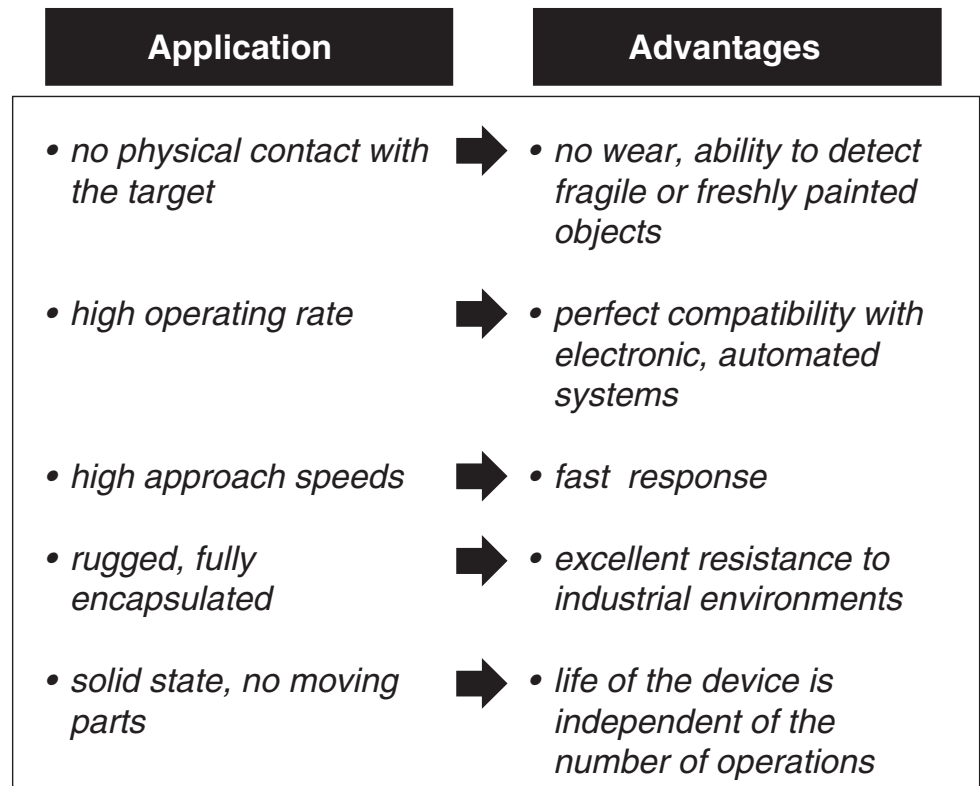 Application Advantages
• no physical contact with
the target
• no wear, ability to detect
fragile or freshly painted
objects
• high operating rate
• perfect compatibility with
electronic, automated
systems
• high approach speeds
• fast response
• rugged, fully
encapsulated
• excellent resistance to
industrial environments
• solid state, no moving
parts
• life of the device is
independent of the
number of operations